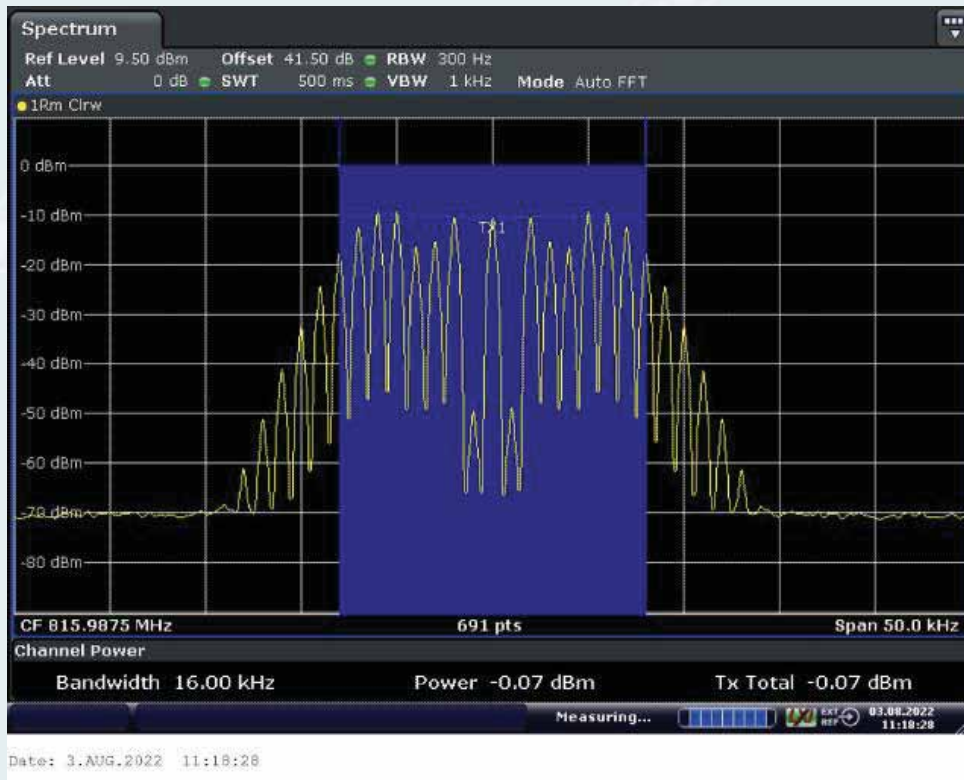 Spectrum
Ref Level 9.50 dBm Offset 41.50 dB RBW 300 Hz
Att 0 dB SWT 500 ms VBW 1 kHz Mode Auto FFT
1Rm Clrw
0 dBm
-10 dBm
TX1
-20 dBm
-30 dBm
-40 dBm
-50 dBm
-60 dBm
-70 dBm
-80 dBm
CF 815.9875 MHz 691 pts Span 50.0 kHz
Channel Power
Bandwidth 16.00 kHz Power -0.07 dBm Tx Total -0.07 dBm
Measuring... EXT REF 03.08.2022
11:18:28
Date: 3.AUG.2022 11:18:28